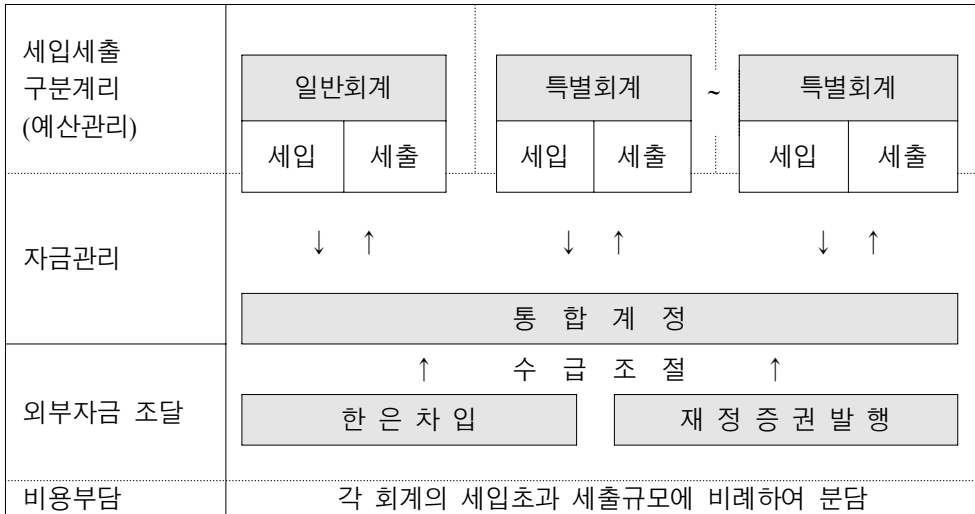 세입세출
구분계리
(예산관리)
일반회계 특별회계 ~ 특별회계
세입 세출 세입 세출 세입 세출
자금관리
↓ ↑ ↓ ↑ ↓ ↑
통 합 계 정
↑ 수 급 조 절 ↑
외부자금 조달
한 은 차 입 재 정 증 권 발 행
비용부담 각 회계의 세입초과 세출규모에 비례하여 분담